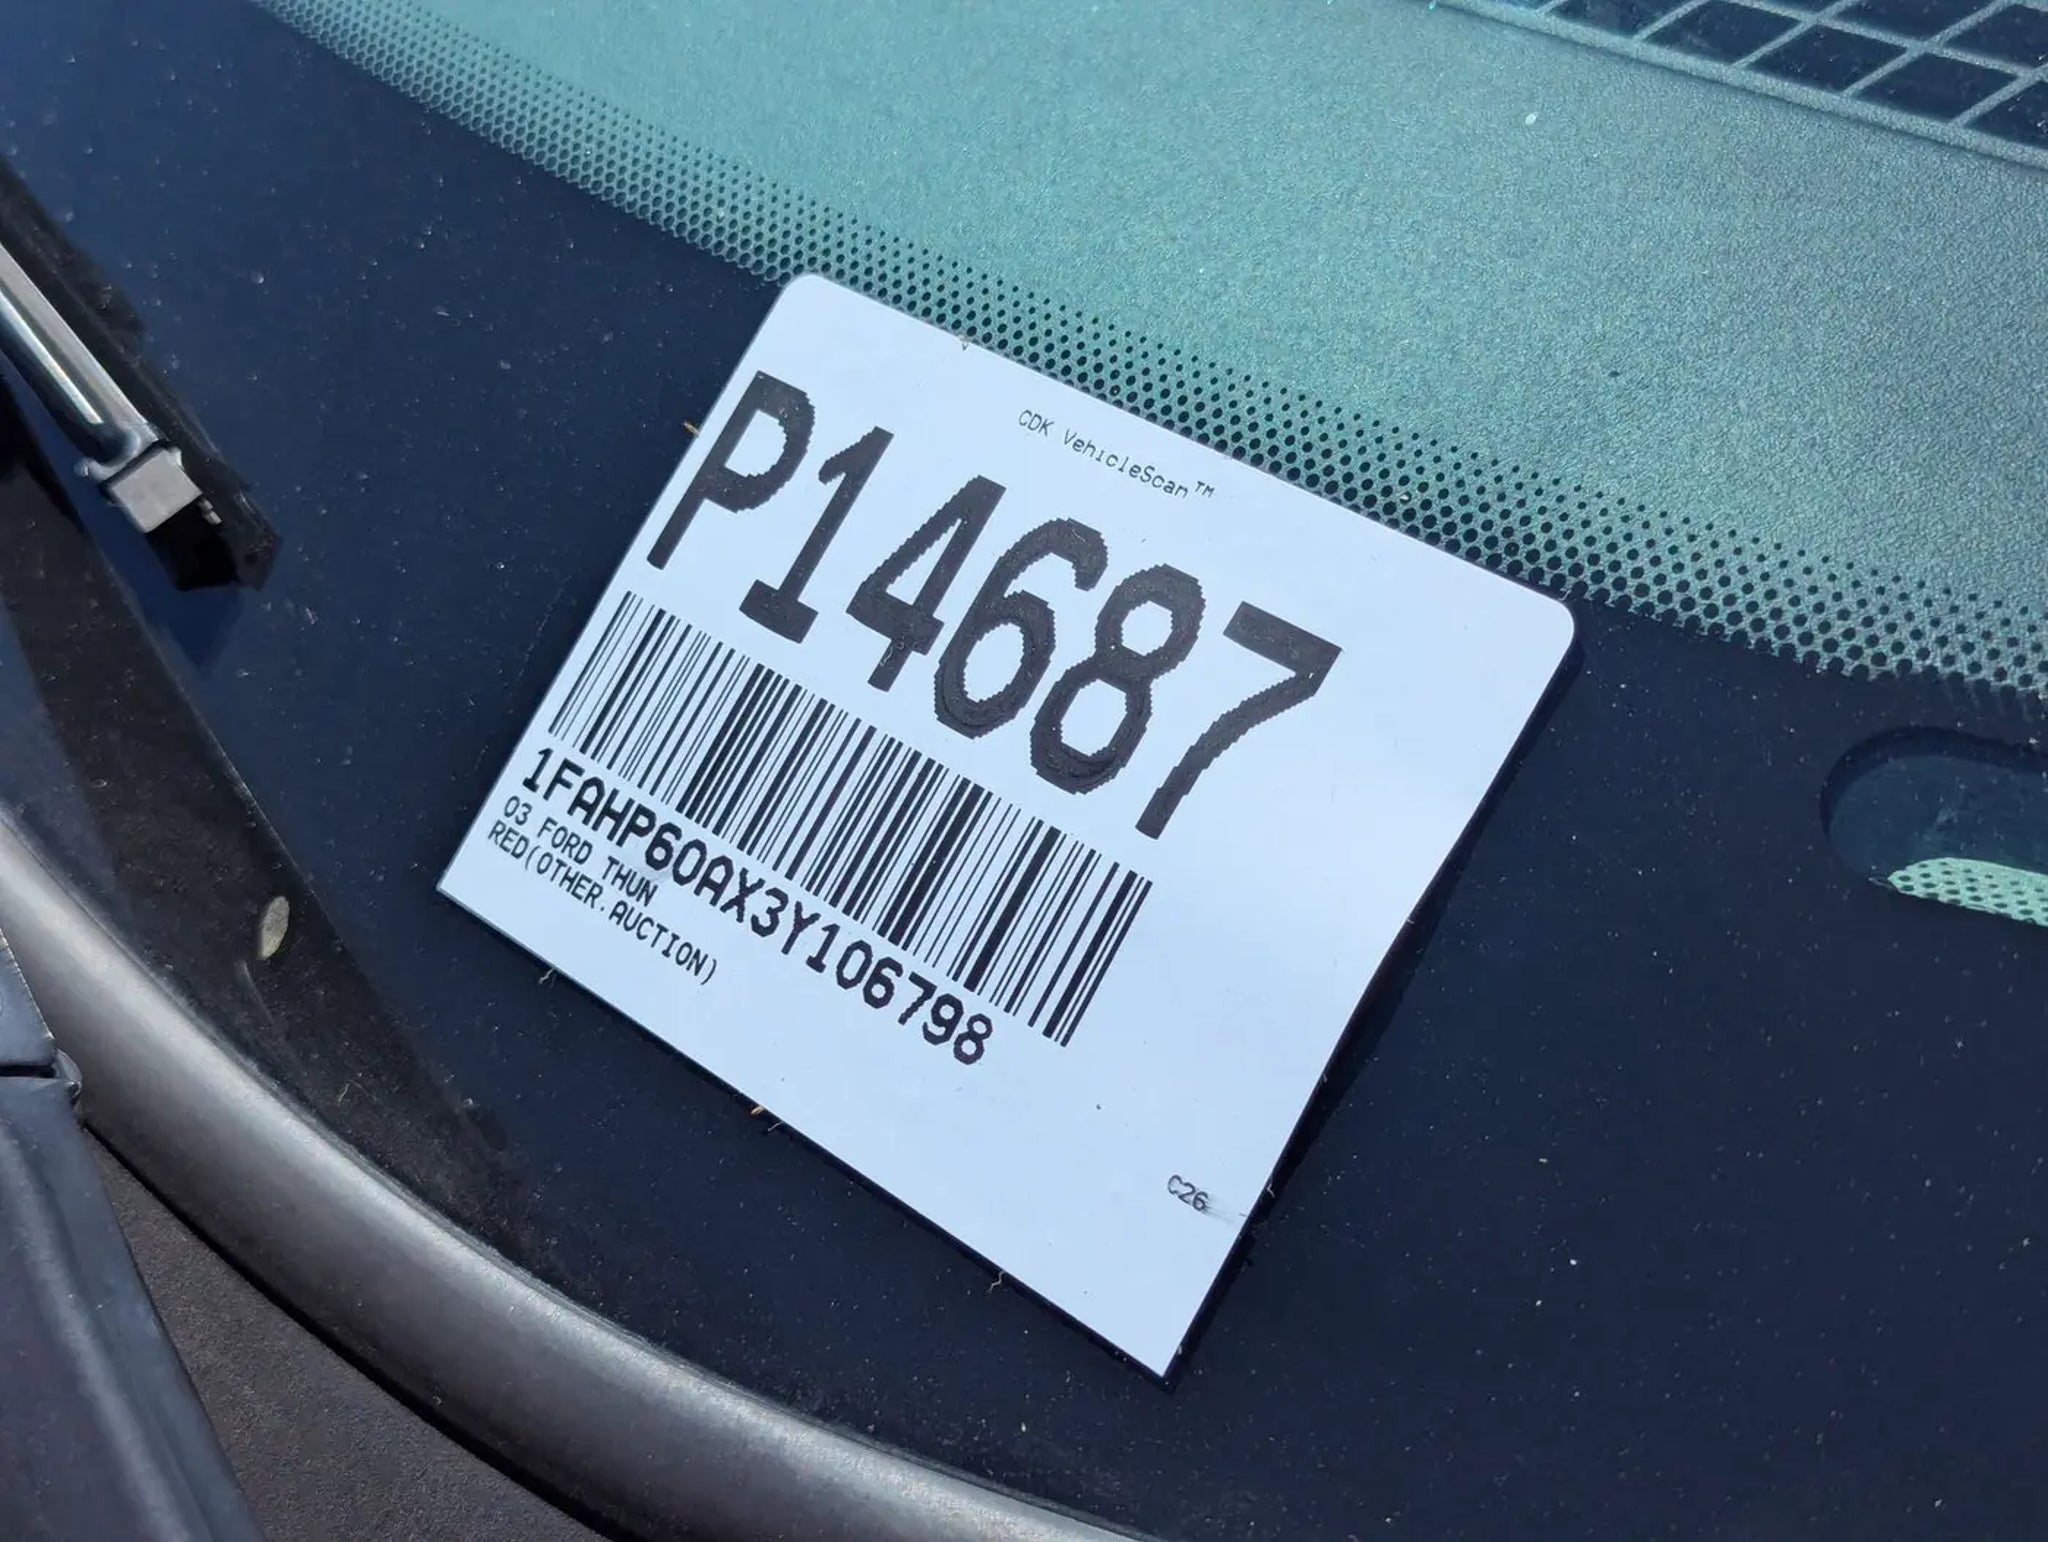 CDK VehicleScan™
P14687
1FAHP60AX3Y106798
03 FORD THUN
RED(OTHER.AUCTION)
C26